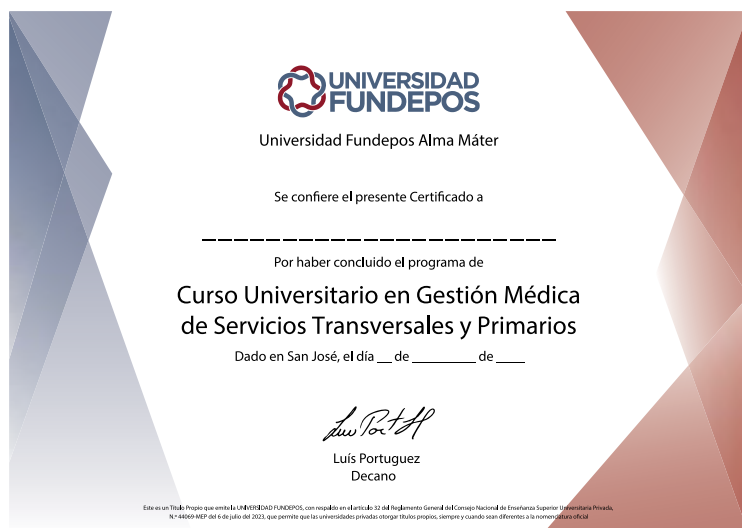 UNIVERSIDAD
FUNDEPOS
Universidad Fundepos Alma Máter
Se confiere el presente Certificado a
______________________
Por haber concluido el programa de
Curso Universitario en Gestión Médica
de Servicios Transversales y Primarios
Dado en San José, el día __ de ________ de ____
Luís Portuguez
Decano
Este es un Título Propio que emite la UNIVERSIDAD FUNDEPOS, con respaldo en el articulo 32 del Reglamento General del Consejo Nacional de Enseñanza Superior Universitaria Privada,
N.º 44069-MEP del 6 de julio del 2023, que permite que las universidades privadas otorgar títulos propios, siempre y cuando sean diferentes a la nomenclatura oficial